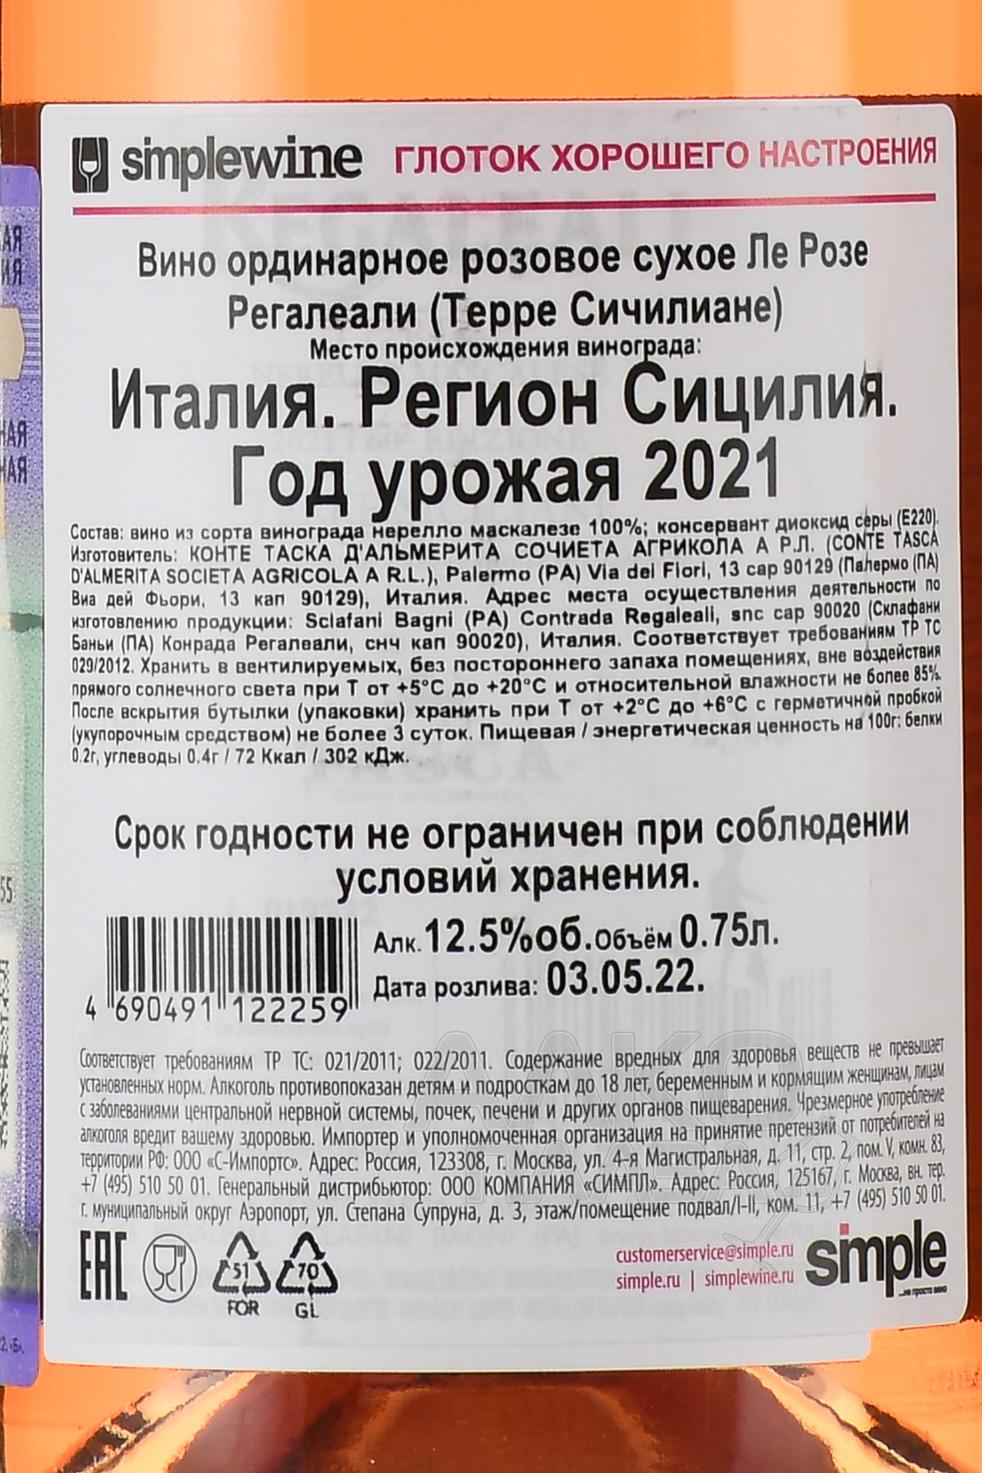 simplewine ГЛОТОК ХОРОШЕГО НАСТРОЕНИЯ
Вино ординарное розовое сухое Ле Розе
Регалеали (Терре Сичилиане)
Место происхождения винограда:
Италия. Регион Сицилия.
Год урожая 2021
Состав: вино из сорта винограда нерелло маскалезе 100%; консервант диоксид серы (E220).
Изготовитель: КОНТЕ ТАСКА Д'АЛЬМЕРИТА СОЧИЕТА АГРИКОЛА А Р.Л. (CONTE TASCA
D'ALMERITA SOCIETA AGRICOLA A R.L.), Palermo (PA) Via dei Fiori, 13 cap 90129 (Палермо (ПА)
Виа дей Фьори, 13 кап 90129), Италия. Адрес места осуществления деятельности по
изготовлению продукции: Sclafani Bagni (PA) Contrada Regaleali, snc cap 90020 (Склафани
Баньи (ПА) Конрада Регалеали, снч кап 90020), Италия. Соответствует требованиям ТР ТС
029/2012. Хранить в вентилируемых, без постороннего запаха помещениях, вне воздействия
прямого солнечного света при Т от +5°С до +20°С и относительной влажности не более 85%.
После вскрытия бутылки (упаковки) хранить при Т от +2°С до +6°С с герметичной пробкой
(укупорочным средством) не более 3 суток. Пищевая / энергетическая ценность на 100г: белки
0.2г, углеводы 0.4г / 72 Ккал / 302 кДж.
Срок годности не ограничен при соблюдении
условий хранения.
Алк. 12.5%об. Объём 0.75л.
Дата розлива: 03.05.22.
4 690491 122259
Соответствует требованиям ТР ТС: 021/2011; 022/2011. Содержание вредных для здоровья веществ не превышает
установленных норм. Алкоголь противопоказан детям и подросткам до 18 лет, беременным и кормящим женщинам, лицам
с заболеваниями центральной нервной системы, почек, печени и других органов пищеварения. Чрезмерное употребление
алкоголя вредит вашему здоровью. Импортер и уполномоченная организация на принятие претензий от потребителей на
территории РФ: ООО «С-Импортс». Адрес: Россия, 123308, г. Москва, ул. 4-я Магистральная, д. 11, стр. 2, пом. V, комн. 83,
+7 (495) 510 50 01. Генеральный дистрибьютор: ООО КОМПАНИЯ «СИМПЛ». Адрес: Россия, 125167, г. Москва, вн. тер.
г. муниципальный округ Аэропорт, ул. Степана Супруна, д. 3, этаж/помещение подвал/I-II, ком. 11, +7 (495) 510 50 01.
EAC
51
FOR
70
GL
customerservice@simple.ru
simple.ru | simplewine.ru
simple
...не просто вино